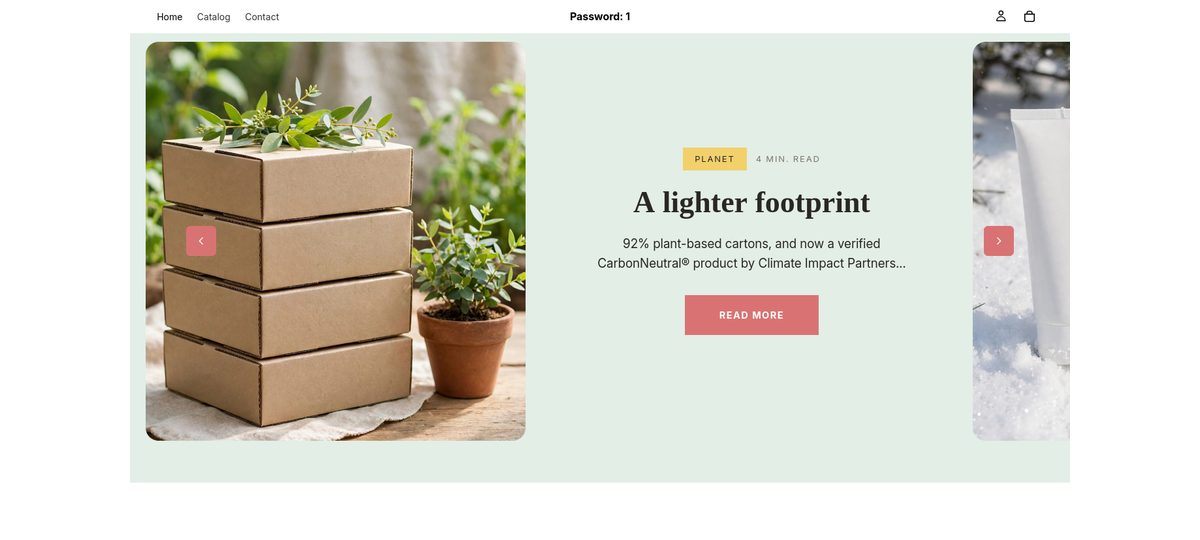 Home Catalog Contact Password: 1
PLANET 4 MIN. READ
A lighter footprint
92% plant-based cartons, and now a verified
CarbonNeutral® product by Climate Impact Partners...
READ MORE